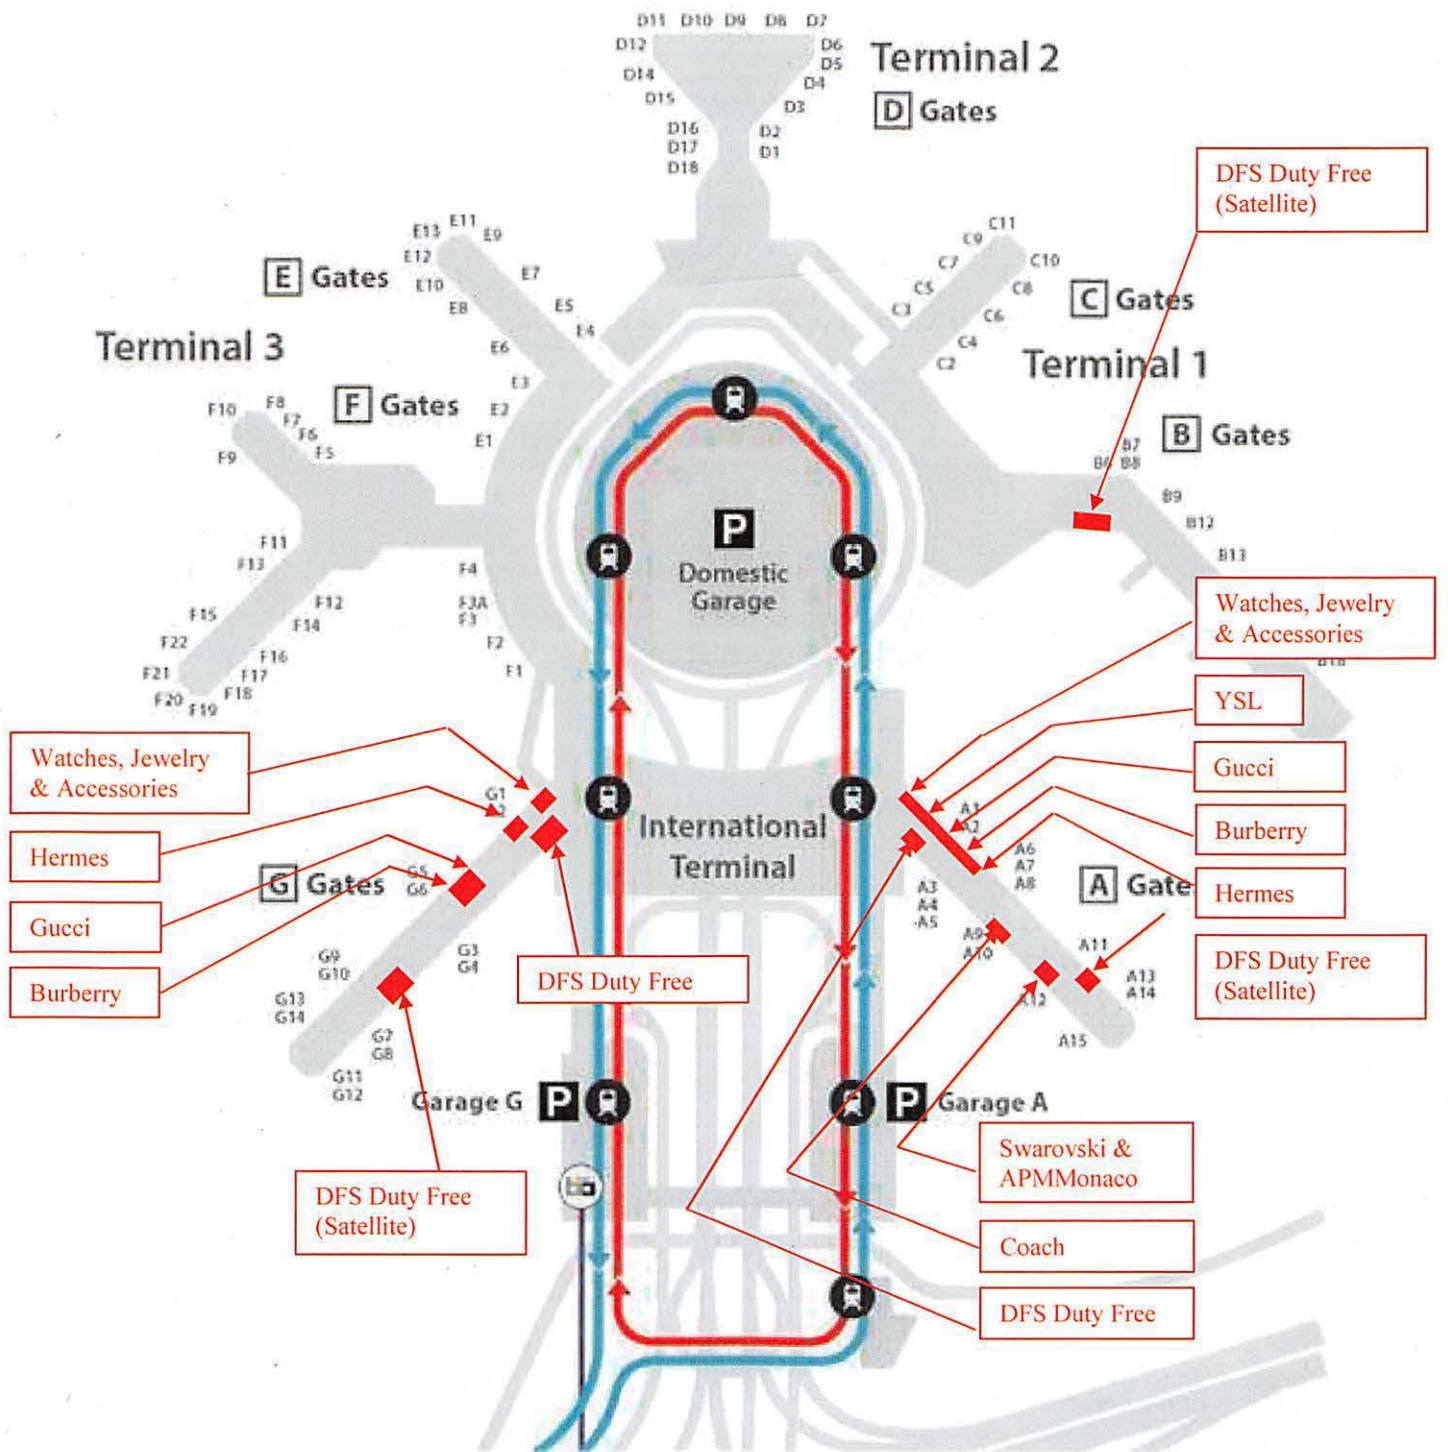 D11 D10 D9 D8 D7
D12
D6
D5
D14
D4
D15
D3
D16
D2
D17
D1
D18
Terminal 2
D Gates
DFS Duty Free
(Satellite)
E13
E11
E9
E12
E10
E7
E8
E5
E4
E6
E3
E2
E1
E Gates
Terminal 3
F Gates
C11
C9
C10
C7
C8
C5
C6
C3
C4
C2
C Gates
Terminal 1
B Gates
B7
B6 B8
B9
B12
B13
B18
F10
F8
F7
F6
F5
F9
F11
F13
F12
F15
F14
F22
F16
F21
F17
F20
F18
F19
F4
F3A
F3
F2
F1
P
Domestic
Garage
Watches, Jewelry
& Accessories
YSL
Gucci
Burberry
Hermes
DFS Duty Free
(Satellite)
Watches, Jewelry
& Accessories
Hermes
Gucci
Burberry
G1
G Gates
G5
G6
G3
G4
G9
G10
G13
G14
G7
G8
G11
G12
DFS Duty Free
International
Terminal
A1
A2
A6
A7
A8
A Gate
A3
A4
A5
A9
A10
A11
A13
A14
A12
A15
Garage G P
P Garage A
DFS Duty Free
(Satellite)
Swarovski &
APMMonaco
Coach
DFS Duty Free